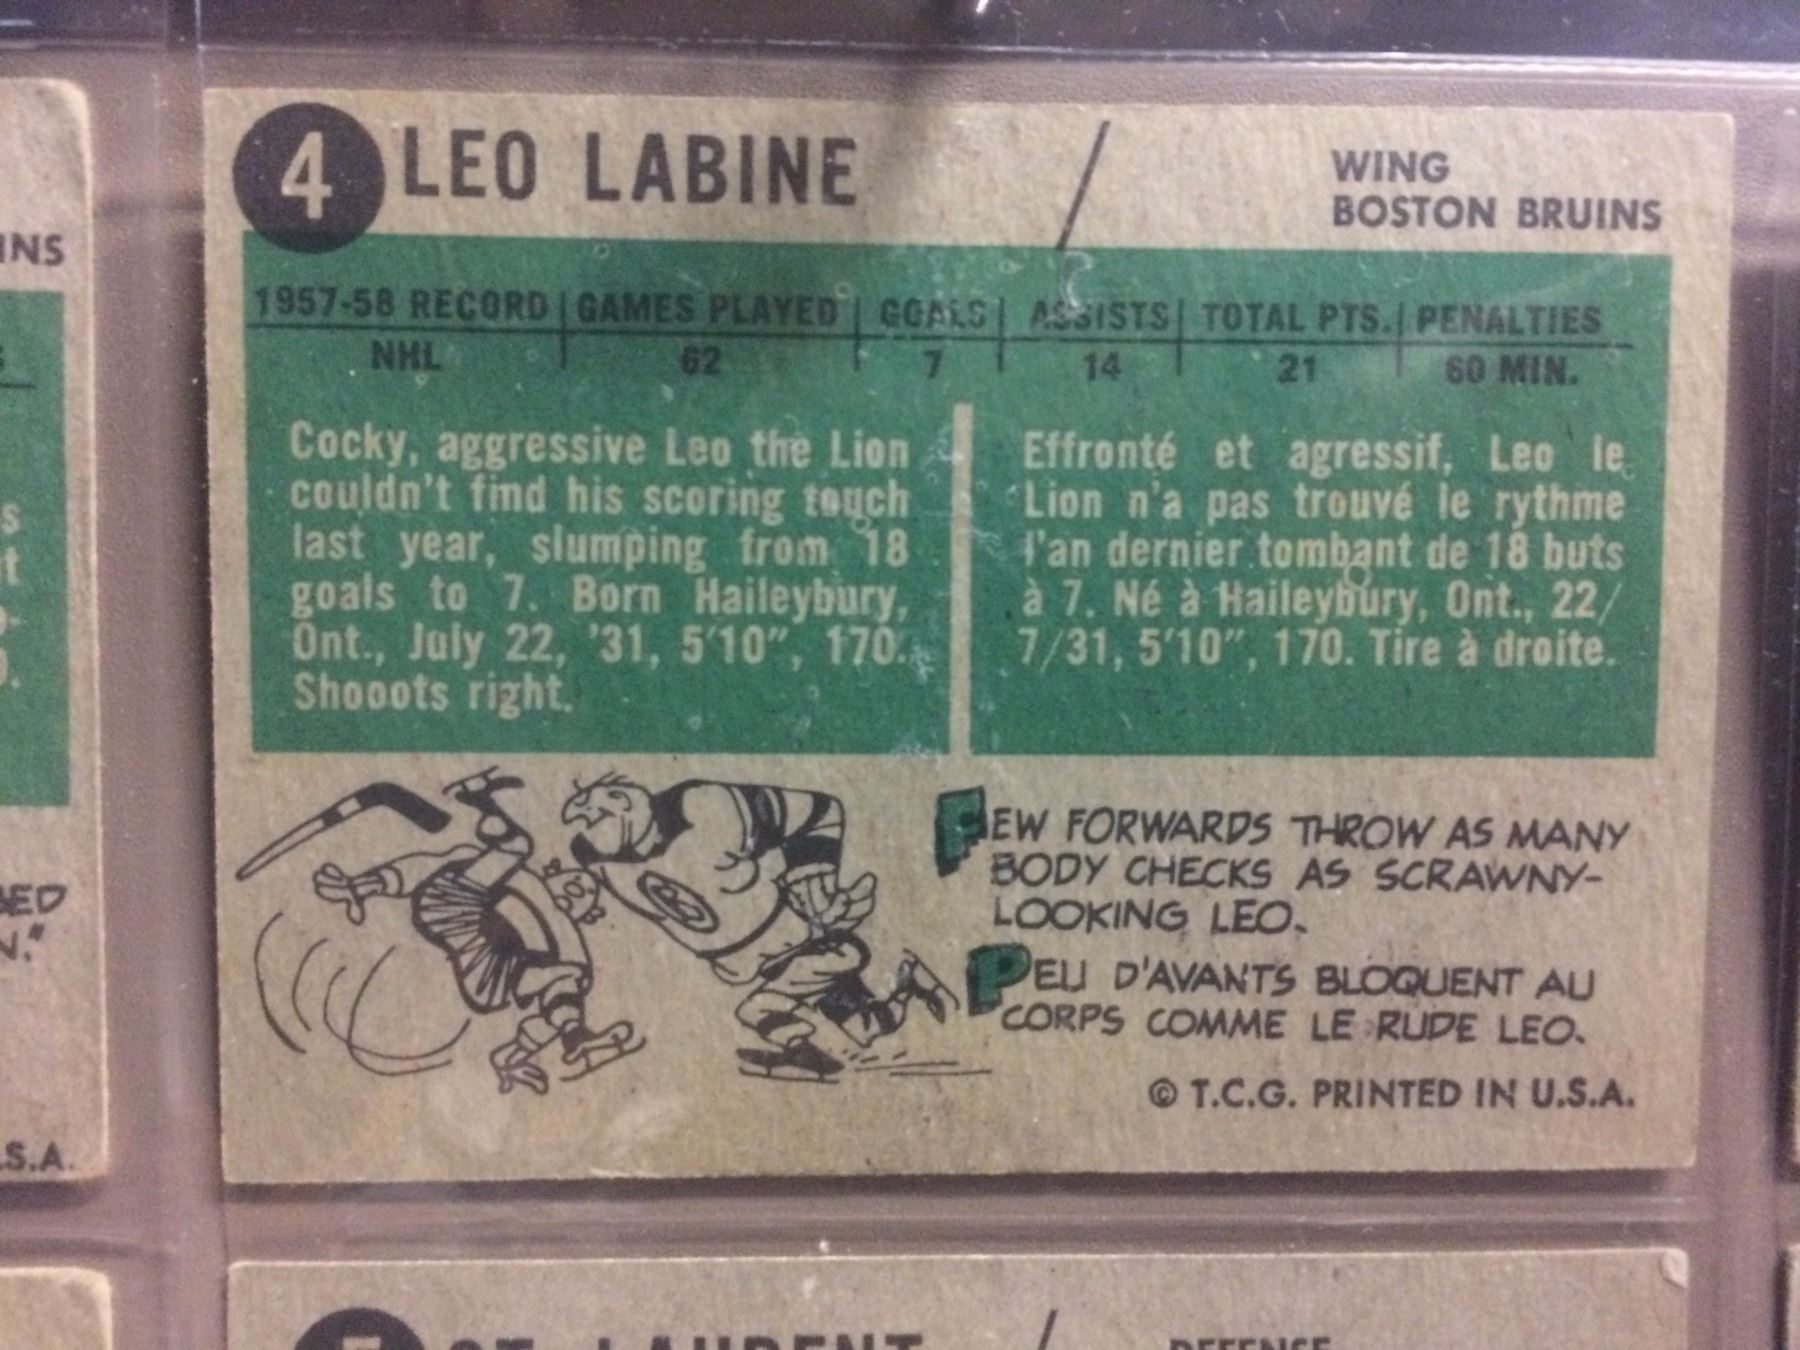 4 LEO LABINE
WING
BOSTON BRUINS
1957-58 RECORD GAMES PLAYED GOALS ASSISTS TOTAL PTS. PENALTIES
NHL 62 7 14 21 60 MIN.
Cocky, aggressive Leo the Lion
couldn't find his scoring touch
last year, slumping from 18
goals to 7. Born Haileybury,
Ont., July 22, '31, 5'10", 170.
Shooots right.
Effronté et agressif, Leo le
Lion n'a pas trouvé le rythme
l'an dernier tombant de 18 buts
à 7. Né à Haileybury, Ont., 22/
7/31, 5'10", 170. Tire à droite.
FEW FORWARDS THROW AS MANY
BODY CHECKS AS SCRAWNY-
LOOKING LEO.
PEU D'AVANTS BLOQUENT AU
CORPS COMME LE RUDE LEO.
© T.C.G. PRINTED IN U.S.A.
INS
S.A.
ST. LAURENT
DEFENSE